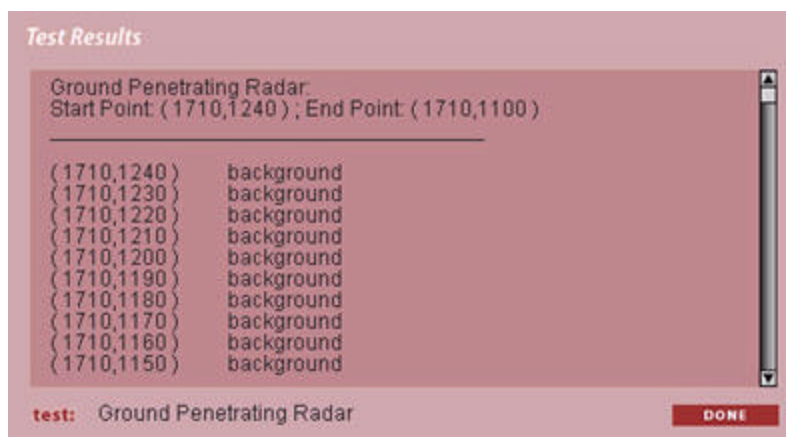 Test Results
Ground Penetrating Radar:
Start Point: ( 1710,1240 ) ; End Point: ( 1710,1100 )
( 1710,1240 ) background
( 1710,1230 ) background
( 1710,1220 ) background
( 1710,1210 ) background
( 1710,1200 ) background
( 1710,1190 ) background
( 1710,1180 ) background
( 1710,1170 ) background
( 1710,1160 ) background
( 1710,1150 ) background
test: Ground Penetrating Radar DONE